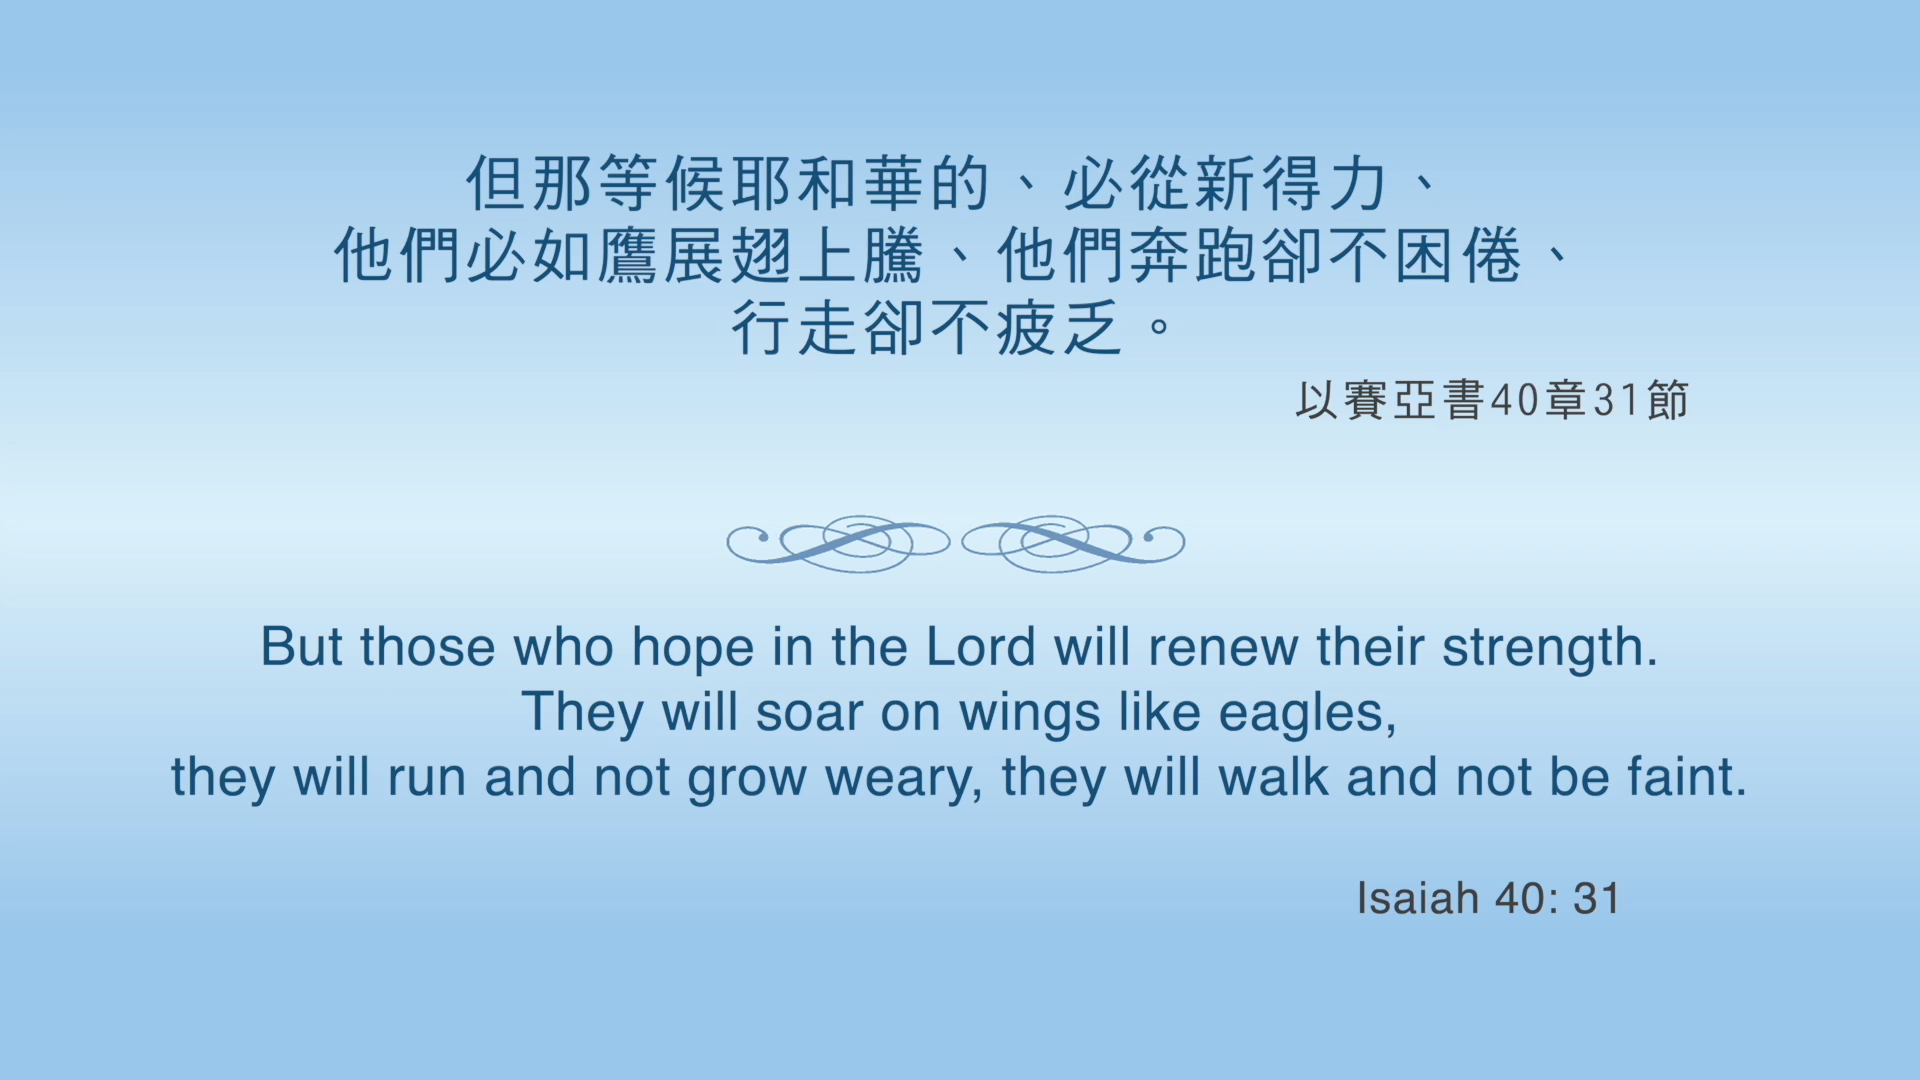 但那等候耶和華的、必從新得力、
他們必如鷹展翅上騰、他們奔跑卻不困倦、
行走卻不疲乏。
以賽亞書40章31節
But those who hope in the Lord will renew their strength.
They will soar on wings like eagles,
they will run and not grow weary, they will walk and not be faint.
Isaiah 40: 31